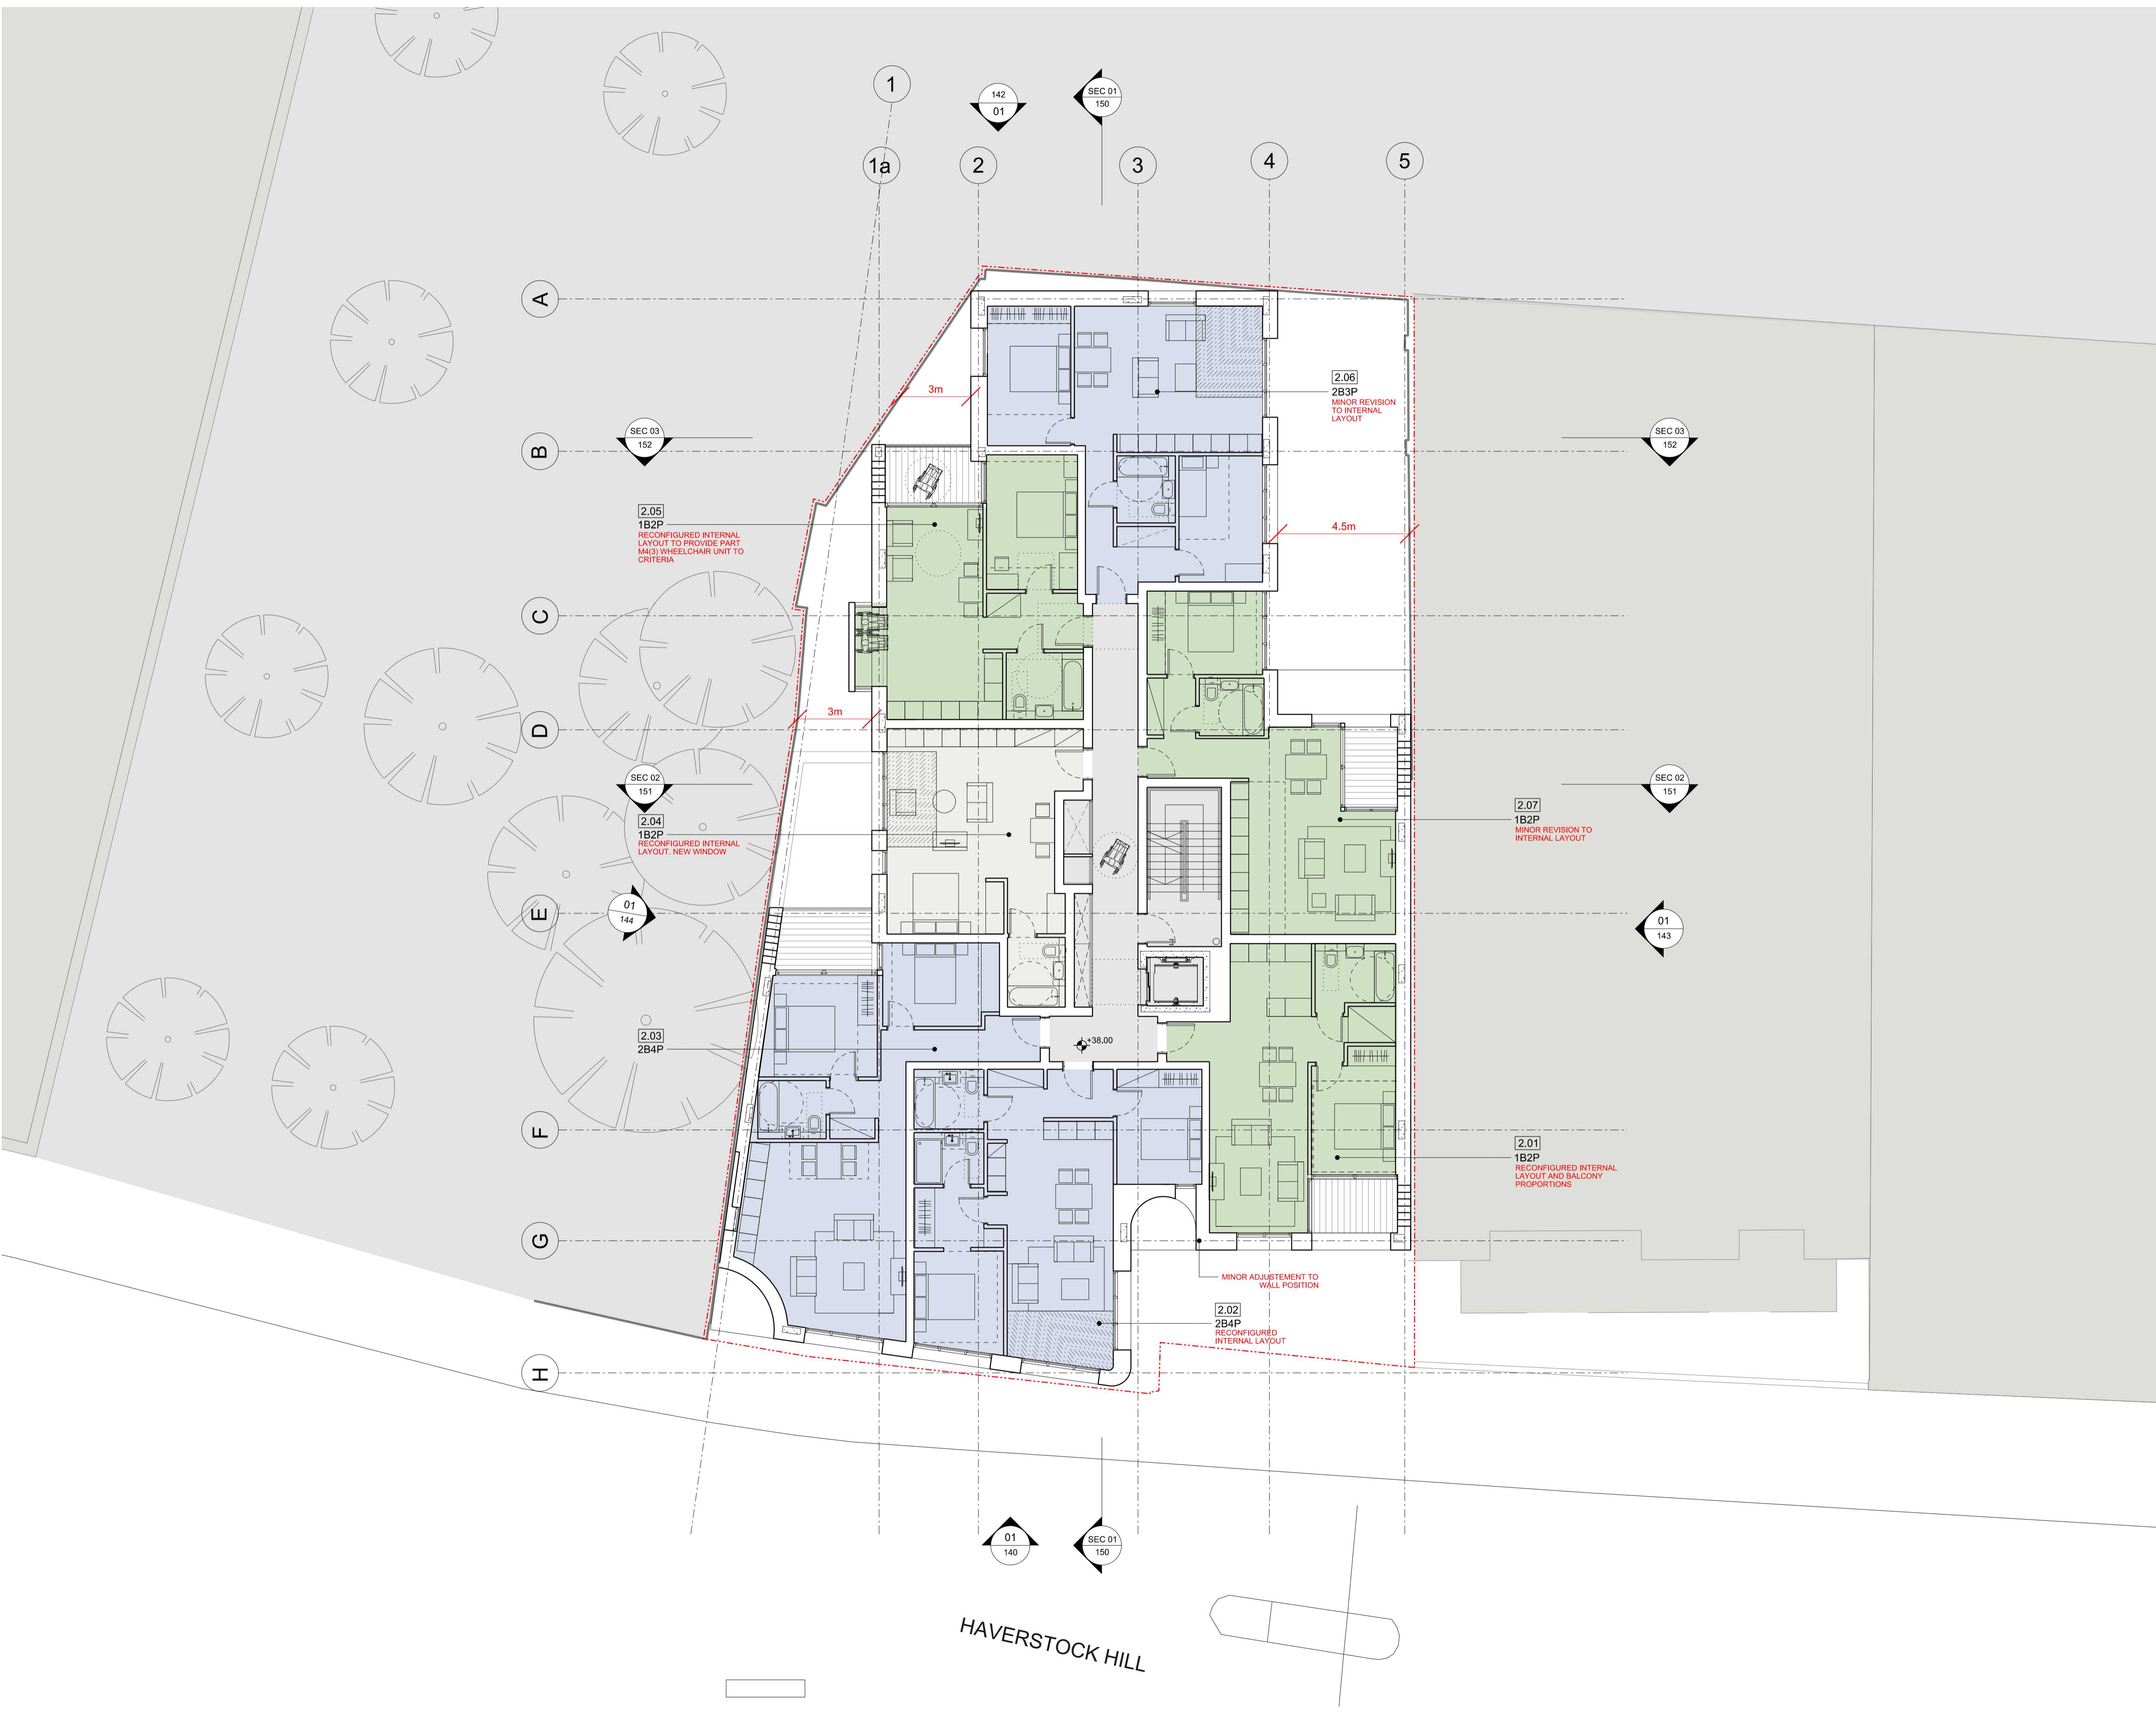 1
142
01
SEC 01
150
1a
2
3
4
5
A
2.06
2B3P
MINOR REVISION
TO INTERNAL
LAYOUT
3m
SEC 03
152
SEC 03
152
B
2.05
1B2P
RECONFIGURED INTERNAL
LAYOUT TO PROVIDE PART
M4(3) WHEELCHAIR UNIT TO
CRITERIA
4.5m
C
3m
D
SEC 02
151
SEC 02
151
2.04
1B2P
RECONFIGURED INTERNAL
LAYOUT. NEW WINDOW
2.07
1B2P
MINOR REVISION TO
INTERNAL LAYOUT
E
01
144
01
143
2.03
2B4P
+38.00
F
2.01
1B2P
RECONFIGURED INTERNAL
LAYOUT AND BALCONY
PROPORTIONS
G
MINOR ADJUSTEMENT TO
WALL POSITION
2.02
2B4P
RECONFIGURED
INTERNAL LAYOUT
H
01
140
SEC 01
150
HAVERSTOCK HILL